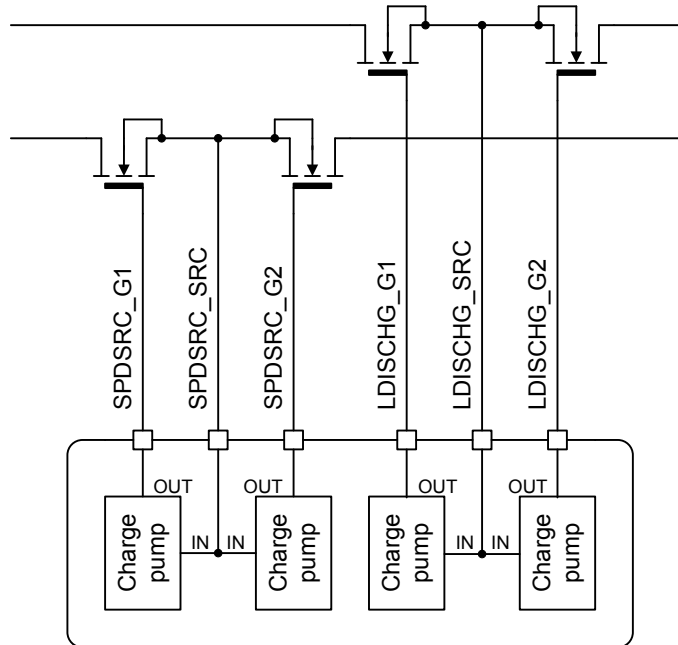 SPDSRC_G1
SPDSRC_SRC
SPDSRC_G2
LDISCHG_G1
LDISCHG_SRC
LDISCHG_G2
OUT
OUT
OUT
OUT
Charge
pump
IN
IN
Charge
pump
Charge
pump
IN
IN
Charge
pump